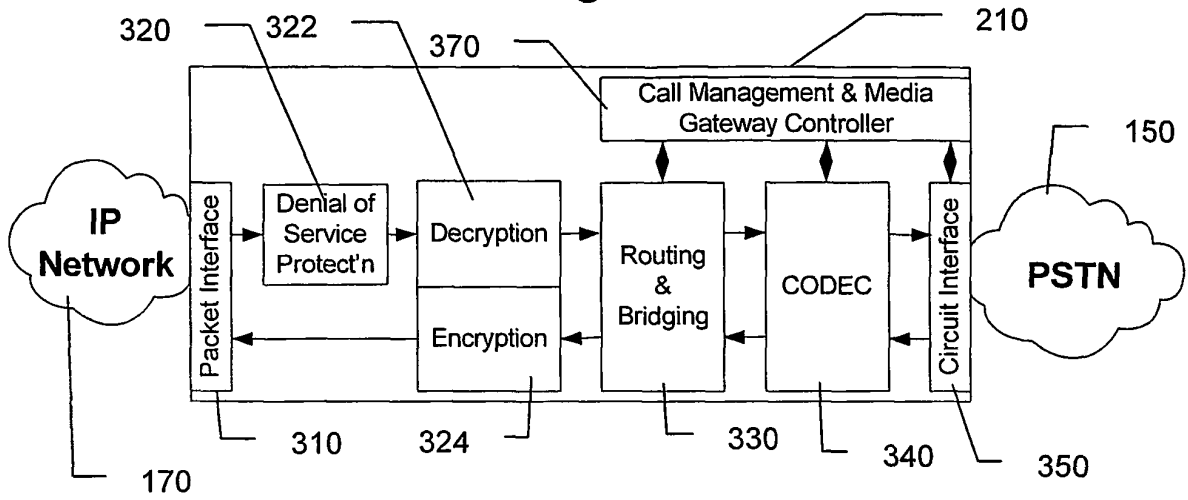 320
322
370
210
Call Management & Media
Gateway Controller
150
IP
Network
Packet Interface
Denial of
Service
Protect'n
Decryption
Encryption
Routing
&
Bridging
CODEC
Circuit Interface
PSTN
310
324
330
340
350
170